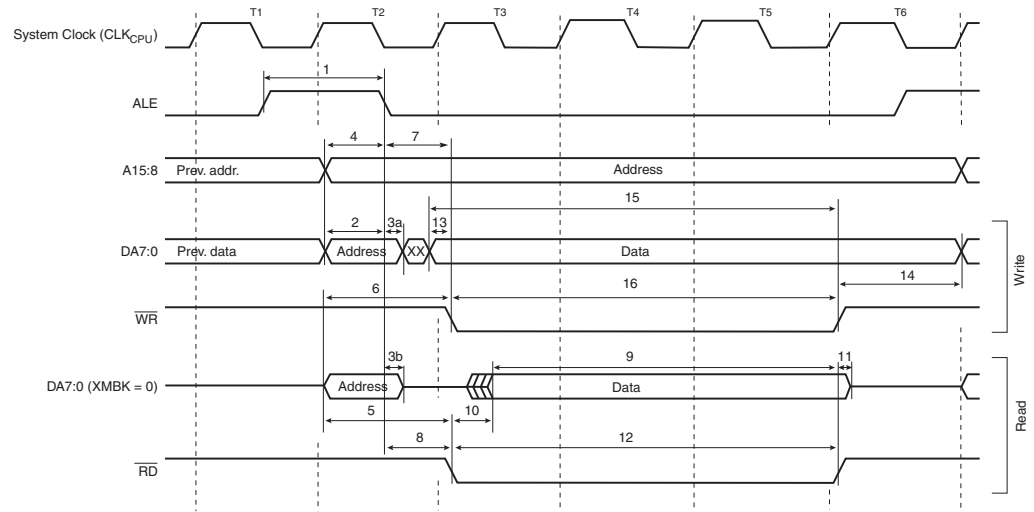 T1 T2 T3 T4 T5 T6
System Clock (CLKCPU)
1
ALE
4 7
A15:8 Prev. addr. Address
15
2 3a 13
DA7:0 Prev. data Address XX Data
14
6 16
WR
Write
3b 9 11
DA7:0 (XMBK = 0) Address Data
5 10
8 12
RD
Read